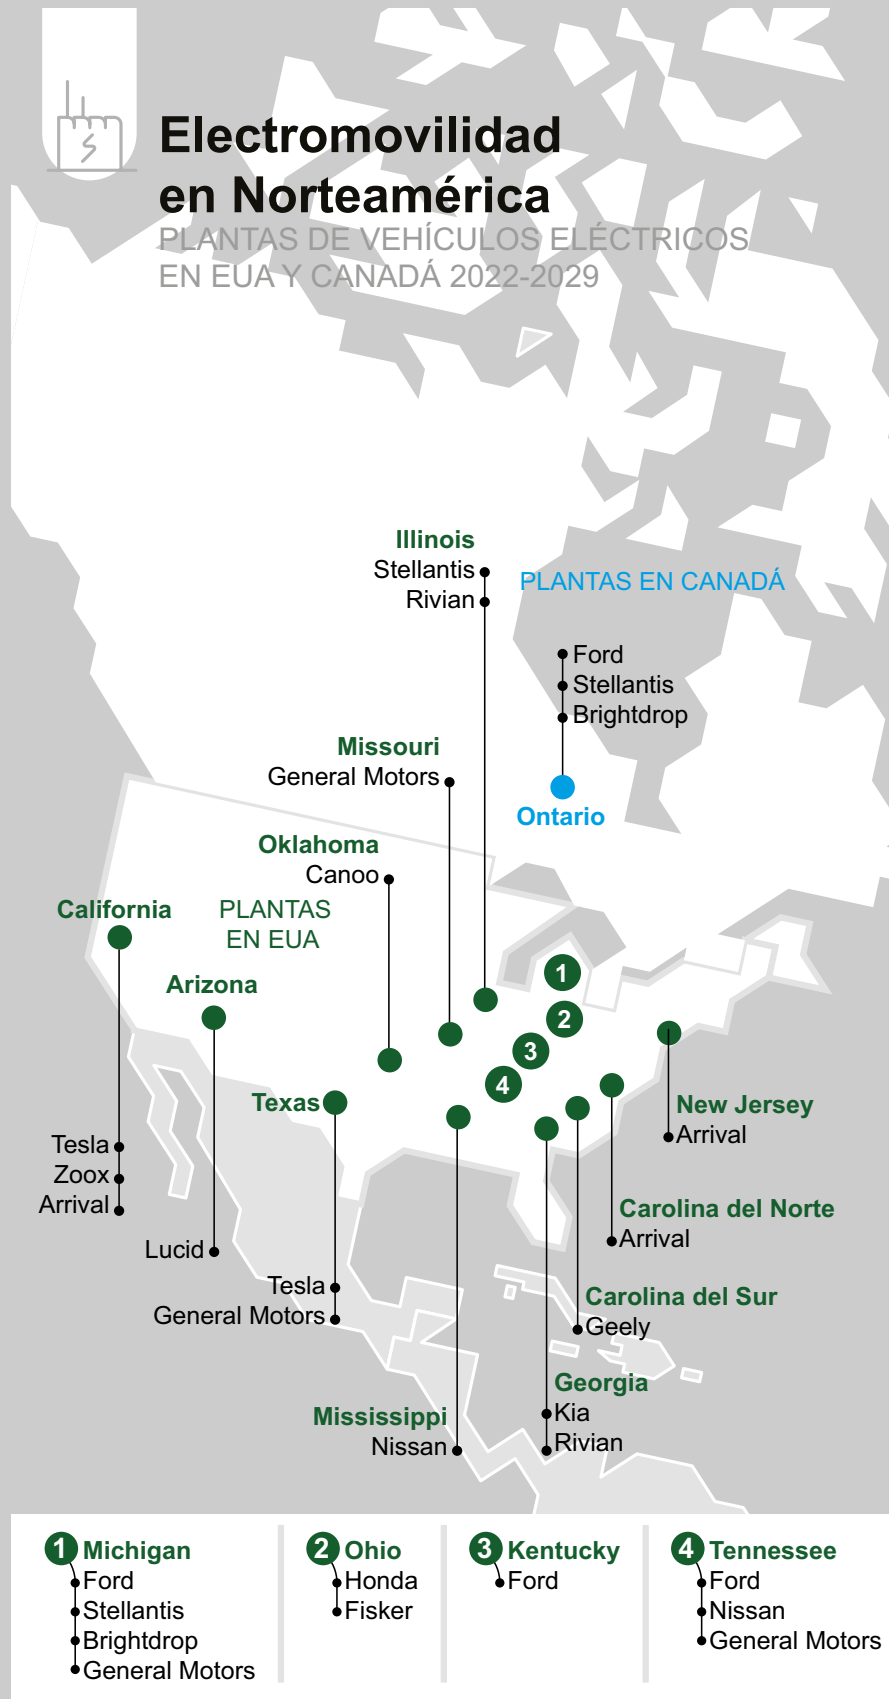 Electromovilidad
en Norteamérica
PLANTAS DE VEHÍCULOS ELÉCTRICOS
EN EUA Y CANADÁ 2022-2029
Illinois
Stellantis
Rivian
PLANTAS EN CANADÁ
Ford
Stellantis
Brightdrop
Ontario
Missouri
General Motors
Oklahoma
Canoo
California
PLANTAS
EN EUA
Arizona
1
2
3
4
Texas
New Jersey
Arrival
Tesla
Zoox
Arrival
Carolina del Norte
Arrival
Lucid
Tesla
General Motors
Carolina del Sur
Geely
Georgia
Kia
Rivian
Mississippi
Nissan
1 Michigan
Ford
Stellantis
Brightdrop
General Motors
2 Ohio
Honda
Fisker
3 Kentucky
Ford
4 Tennessee
Ford
Nissan
General Motors